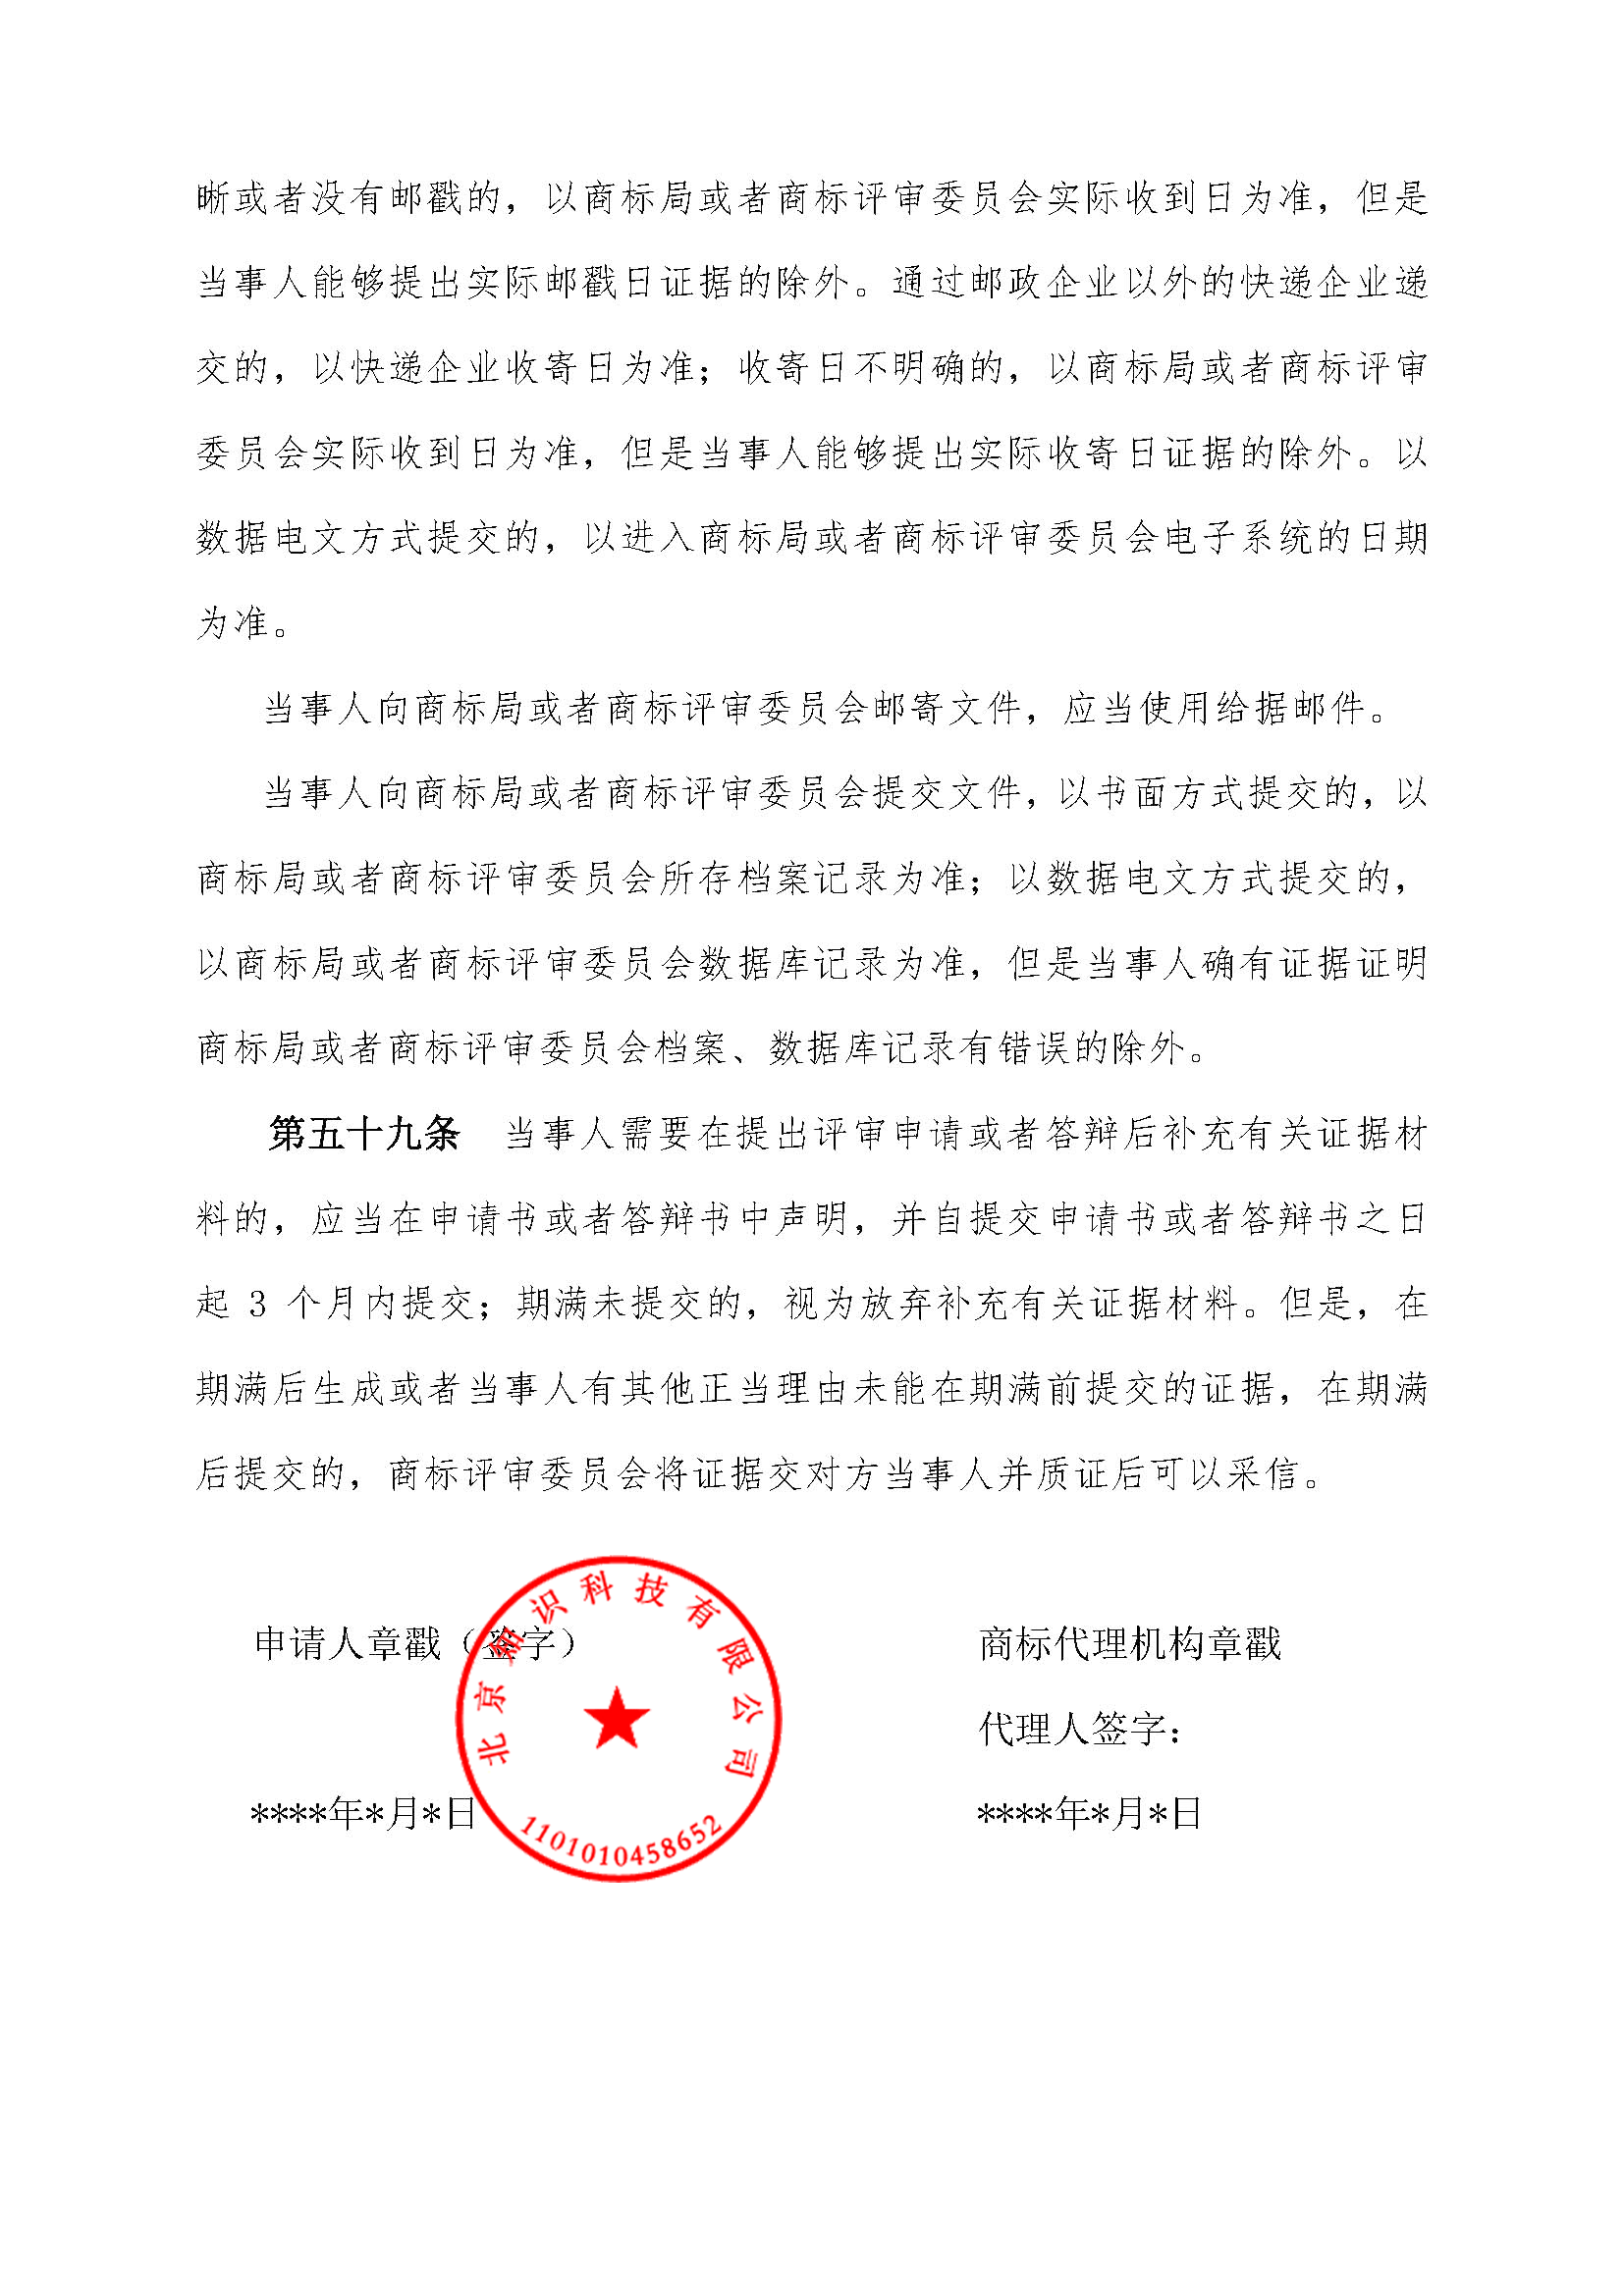 晰或者没有邮戳的，以商标局或者商标评审委员会实际收到日为准，但是
当事人能够提出实际邮戳日证据的除外。通过邮政企业以外的快递企业递
交的，以快递企业收寄日为准；收寄日不明确的，以商标局或者商标评审
委员会实际收到日为准，但是当事人能够提出实际收寄日证据的除外。以
数据电文方式提交的，以进入商标局或者商标评审委员会电子系统的日期
为准。
当事人向商标局或者商标评审委员会邮寄文件，应当使用给据邮件。
当事人向商标局或者商标评审委员会提交文件，以书面方式提交的，以
商标局或者商标评审委员会所存档案记录为准；以数据电文方式提交的，
以商标局或者商标评审委员会数据库记录为准，但是当事人确有证据证明
商标局或者商标评审委员会档案、数据库记录有错误的除外。
第五十九条 当事人需要在提出评审申请或者答辩后补充有关证据材
料的，应当在申请书或者答辩书中声明，并自提交申请书或者答辩书之日
起 3 个月内提交；期满未提交的，视为放弃补充有关证据材料。但是，在
期满后生成或者当事人有其他正当理由未能在期满前提交的证据，在期满
后提交的，商标评审委员会将证据交对方当事人并质证后可以采信。
申请人章戳（签字） 商标代理机构章戳
代理人签字：
****年*月*日 ****年*月*日
北京知识科技有限公司
1101010458652